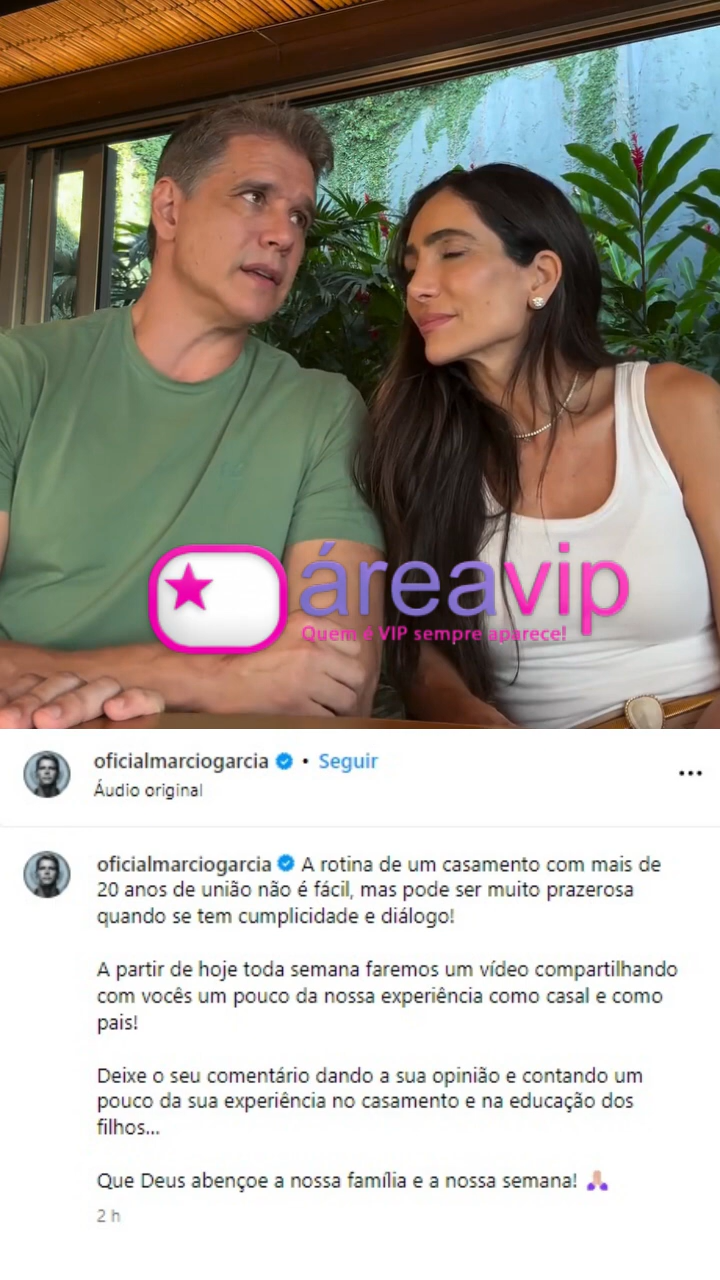 áreavip
Quem é VIP sempre aparece!
oficialmarciogarcia • Seguir
Áudio original
oficialmarciogarcia A rotina de um casamento com mais de
20 anos de união não é fácil, mas pode ser muito prazerosa
quando se tem cumplicidade e diálogo!
A partir de hoje toda semana faremos um vídeo compartilhando
com vocês um pouco da nossa experiência como casal e como
pais!
Deixe o seu comentário dando a sua opinião e contando um
pouco da sua experiência no casamento e na educação dos
filhos...
Que Deus abençoe a nossa família e a nossa semana! 🙏🏼
2 h